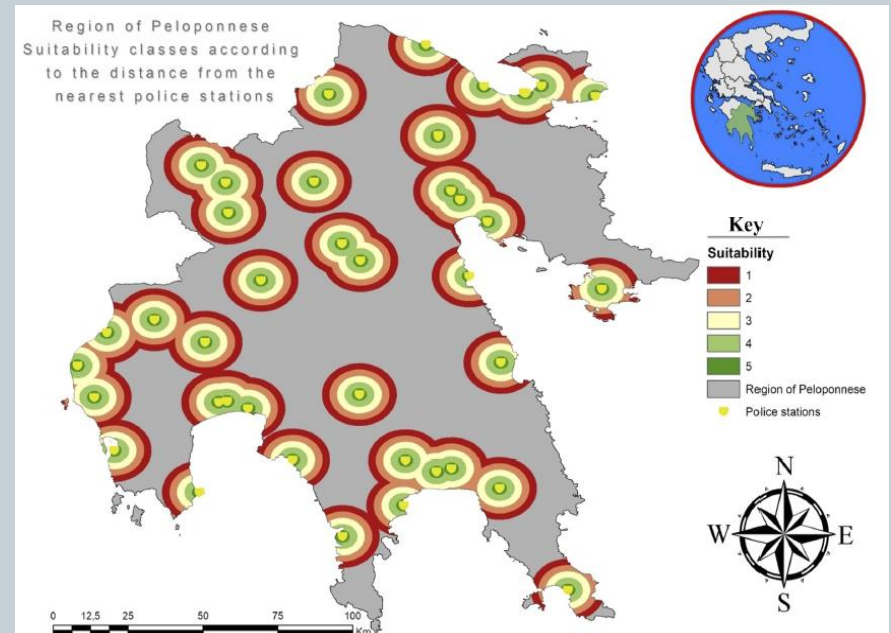 Region of Peloponnese
Suitability classes according
to the distance from the
nearest police stations
Key
Suitability
1
2
3
4
5
Region of Peloponnese
Police stations
N
W E
S
0 12,5 25 50 75 100
Km